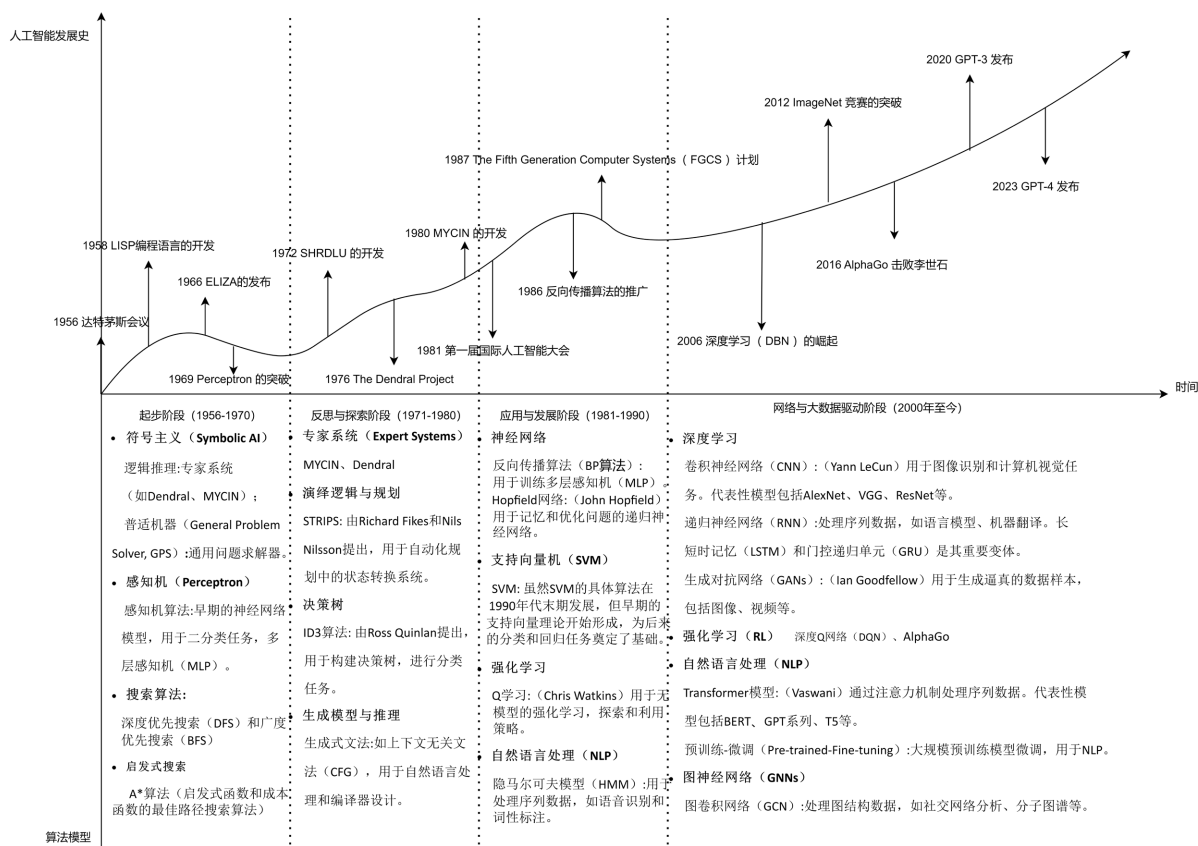 人工智能发展史
2020 GPT-3 发布
2012 ImageNet 竞赛的突破
1987 The Fifth Generation Computer Systems（ FGCS ）计划
2023 GPT-4 发布
1958 LISP编程语言的开发
1972 SHRDLU 的开发
1980 MYCIN 的开发
2016 AlphaGo 击败李世石
1966 ELIZA的发布
1986 反向传播算法的推广
1956 达特茅斯会议
2006 深度学习（ DBN ）的崛起
1981 第一届国际人工智能大会
1969 Perceptron 的突破
1976 The Dendral Project
时间
起步阶段（1956-1970）
• 符号主义（Symbolic AI）
逻辑推理:专家系统
（如Dendral、MYCIN）；
普适机器（General Problem
Solver, GPS）:通用问题求解器。
• 感知机（Perceptron）
感知机算法:早期的神经网络
模型，用于二分类任务，多
层感知机（MLP）。
• 搜索算法:
深度优先搜索（DFS）和广度
优先搜索（BFS）
• 启发式搜索
A*算法（启发式函数和成本
函数的最佳路径搜索算法）
反思与探索阶段（1971-1980）
• 专家系统（Expert Systems）
MYCIN、Dendral
• 演绎逻辑与规划
STRIPS: 由Richard Fikes和Nils
Nilsson提出，用于自动化规
划中的状态转换系统。
• 决策树
ID3算法: 由Ross Quinlan提出，
用于构建决策树，进行分类
任务。
• 生成模型与推理
生成式文法:如上下文无关文
法（CFG），用于自然语言处
理和编译器设计。
应用与发展阶段（1981-1990）
• 神经网络
反向传播算法（BP算法）:
用于训练多层感知机（MLP）。
Hopfield网络:（John Hopfield）
用于记忆和优化问题的递归神
经网络。
• 支持向量机（SVM）
SVM: 虽然SVM的具体算法在
1990年代末期发展，但早期的
支持向量理论开始形成，为后来
的分类和回归任务奠定了基础。
• 强化学习
Q学习:（Chris Watkins）用于无
模型的强化学习，探索和利用
策略。
• 自然语言处理（NLP）
隐马尔可夫模型（HMM）:用于
处理序列数据，如语音识别和
词性标注。
网络与大数据驱动阶段（2000年至今）
• 深度学习
卷积神经网络（CNN）:（Yann LeCun）用于图像识别和计算机视觉任
务。代表性模型包括AlexNet、VGG、ResNet等。
递归神经网络（RNN）:处理序列数据，如语言模型、机器翻译。长
短时记忆（LSTM）和门控递归单元（GRU）是其重要变体。
生成对抗网络（GANs）:（Ian Goodfellow）用于生成逼真的数据样本，
包括图像、视频等。
• 强化学习（RL） 深度Q网络（DQN）、AlphaGo
• 自然语言处理（NLP）
Transformer模型:（Vaswani）通过注意力机制处理序列数据。代表性模
型包括BERT、GPT系列、T5等。
预训练-微调（Pre-trained-Fine-tuning）:大规模预训练模型微调，用于NLP。
• 图神经网络（GNNs）
图卷积网络（GCN）:处理图结构数据，如社交网络分析、分子图谱等。
算法模型